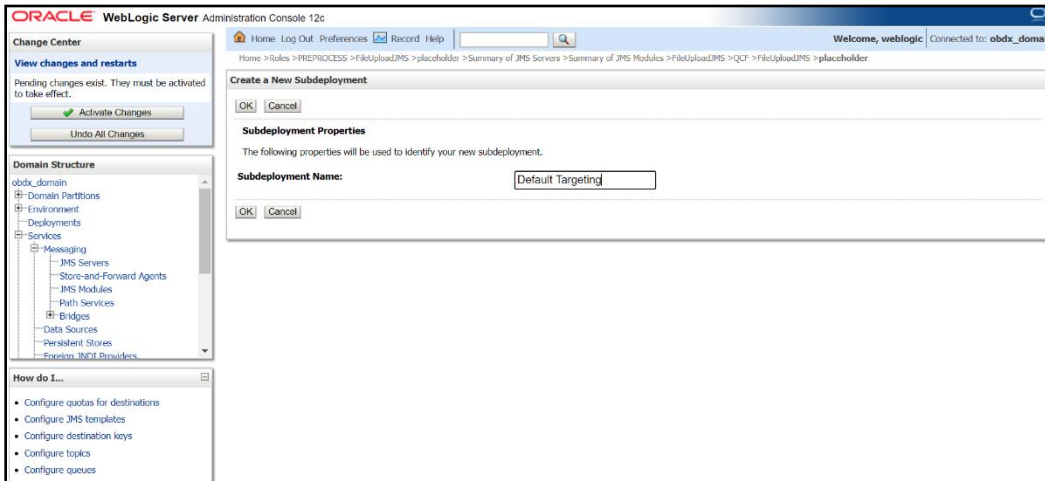 ORACLE WebLogic Server Administration Console 12c
Change Center
View changes and restarts
Pending changes exist. They must be activated
to take effect.
Activate Changes
Undo All Changes
Domain Structure
obdx_domain
Domain Partitions
Environment
Deployments
Services
Messaging
JMS Servers
Store-and-Forward Agents
JMS Modules
Path Services
Bridges
Data Sources
Persistent Stores
Foreign JNDI Providers
How do I...
Configure quotas for destinations
Configure JMS templates
Configure destination keys
Configure topics
Configure queues
Home Log Out Preferences Record Help
Welcome, weblogic Connected to: obdx_domai
Home >Roles >PREPROCESS >FileUploadJMS >placeholder >Summary of JMS Servers >Summary of JMS Modules >FileUploadJMS >QCF >FileUploadJMS >placeholder
Create a New Subdeployment
OK Cancel
Subdeployment Properties
The following properties will be used to identify your new subdeployment.
Subdeployment Name: Default Targeting
OK Cancel